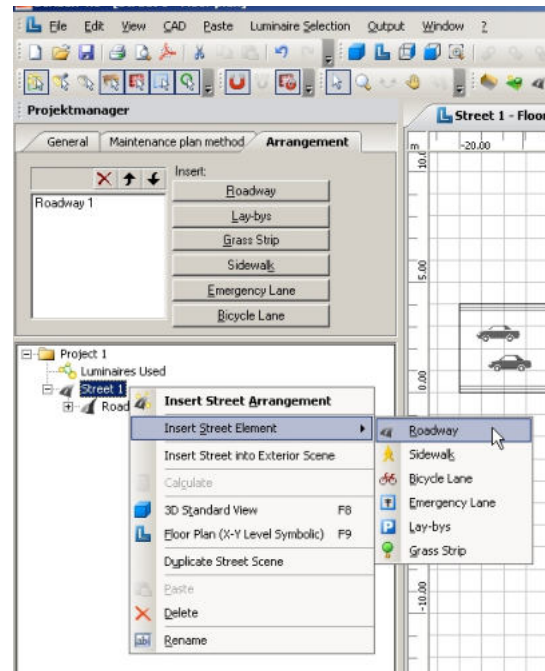 File Edit View CAD Paste Luminaire Selection Output Window ?
Projektmanager
Street 1 - Floor
General Maintenance plan method Arrangement
m -20.00
10.
Insert:
Roadway 1
Roadway
Lay-bys
Grass Strip
Sidewalk
Emergency Lane
Bicycle Lane
5.00
0.00
Project 1
Luminaires Used
Street 1
Road
Insert Street Arrangement
Insert Street Element
Insert Street into Exterior Scene
Calculate
3D Standard View F8
Floor Plan (X-Y Level Symbolic) F9
Duplicate Street Scene
Paste
Delete
Rename
Roadway
Sidewalk
Bicycle Lane
Emergency Lane
Lay-bys
Grass Strip
-10.00